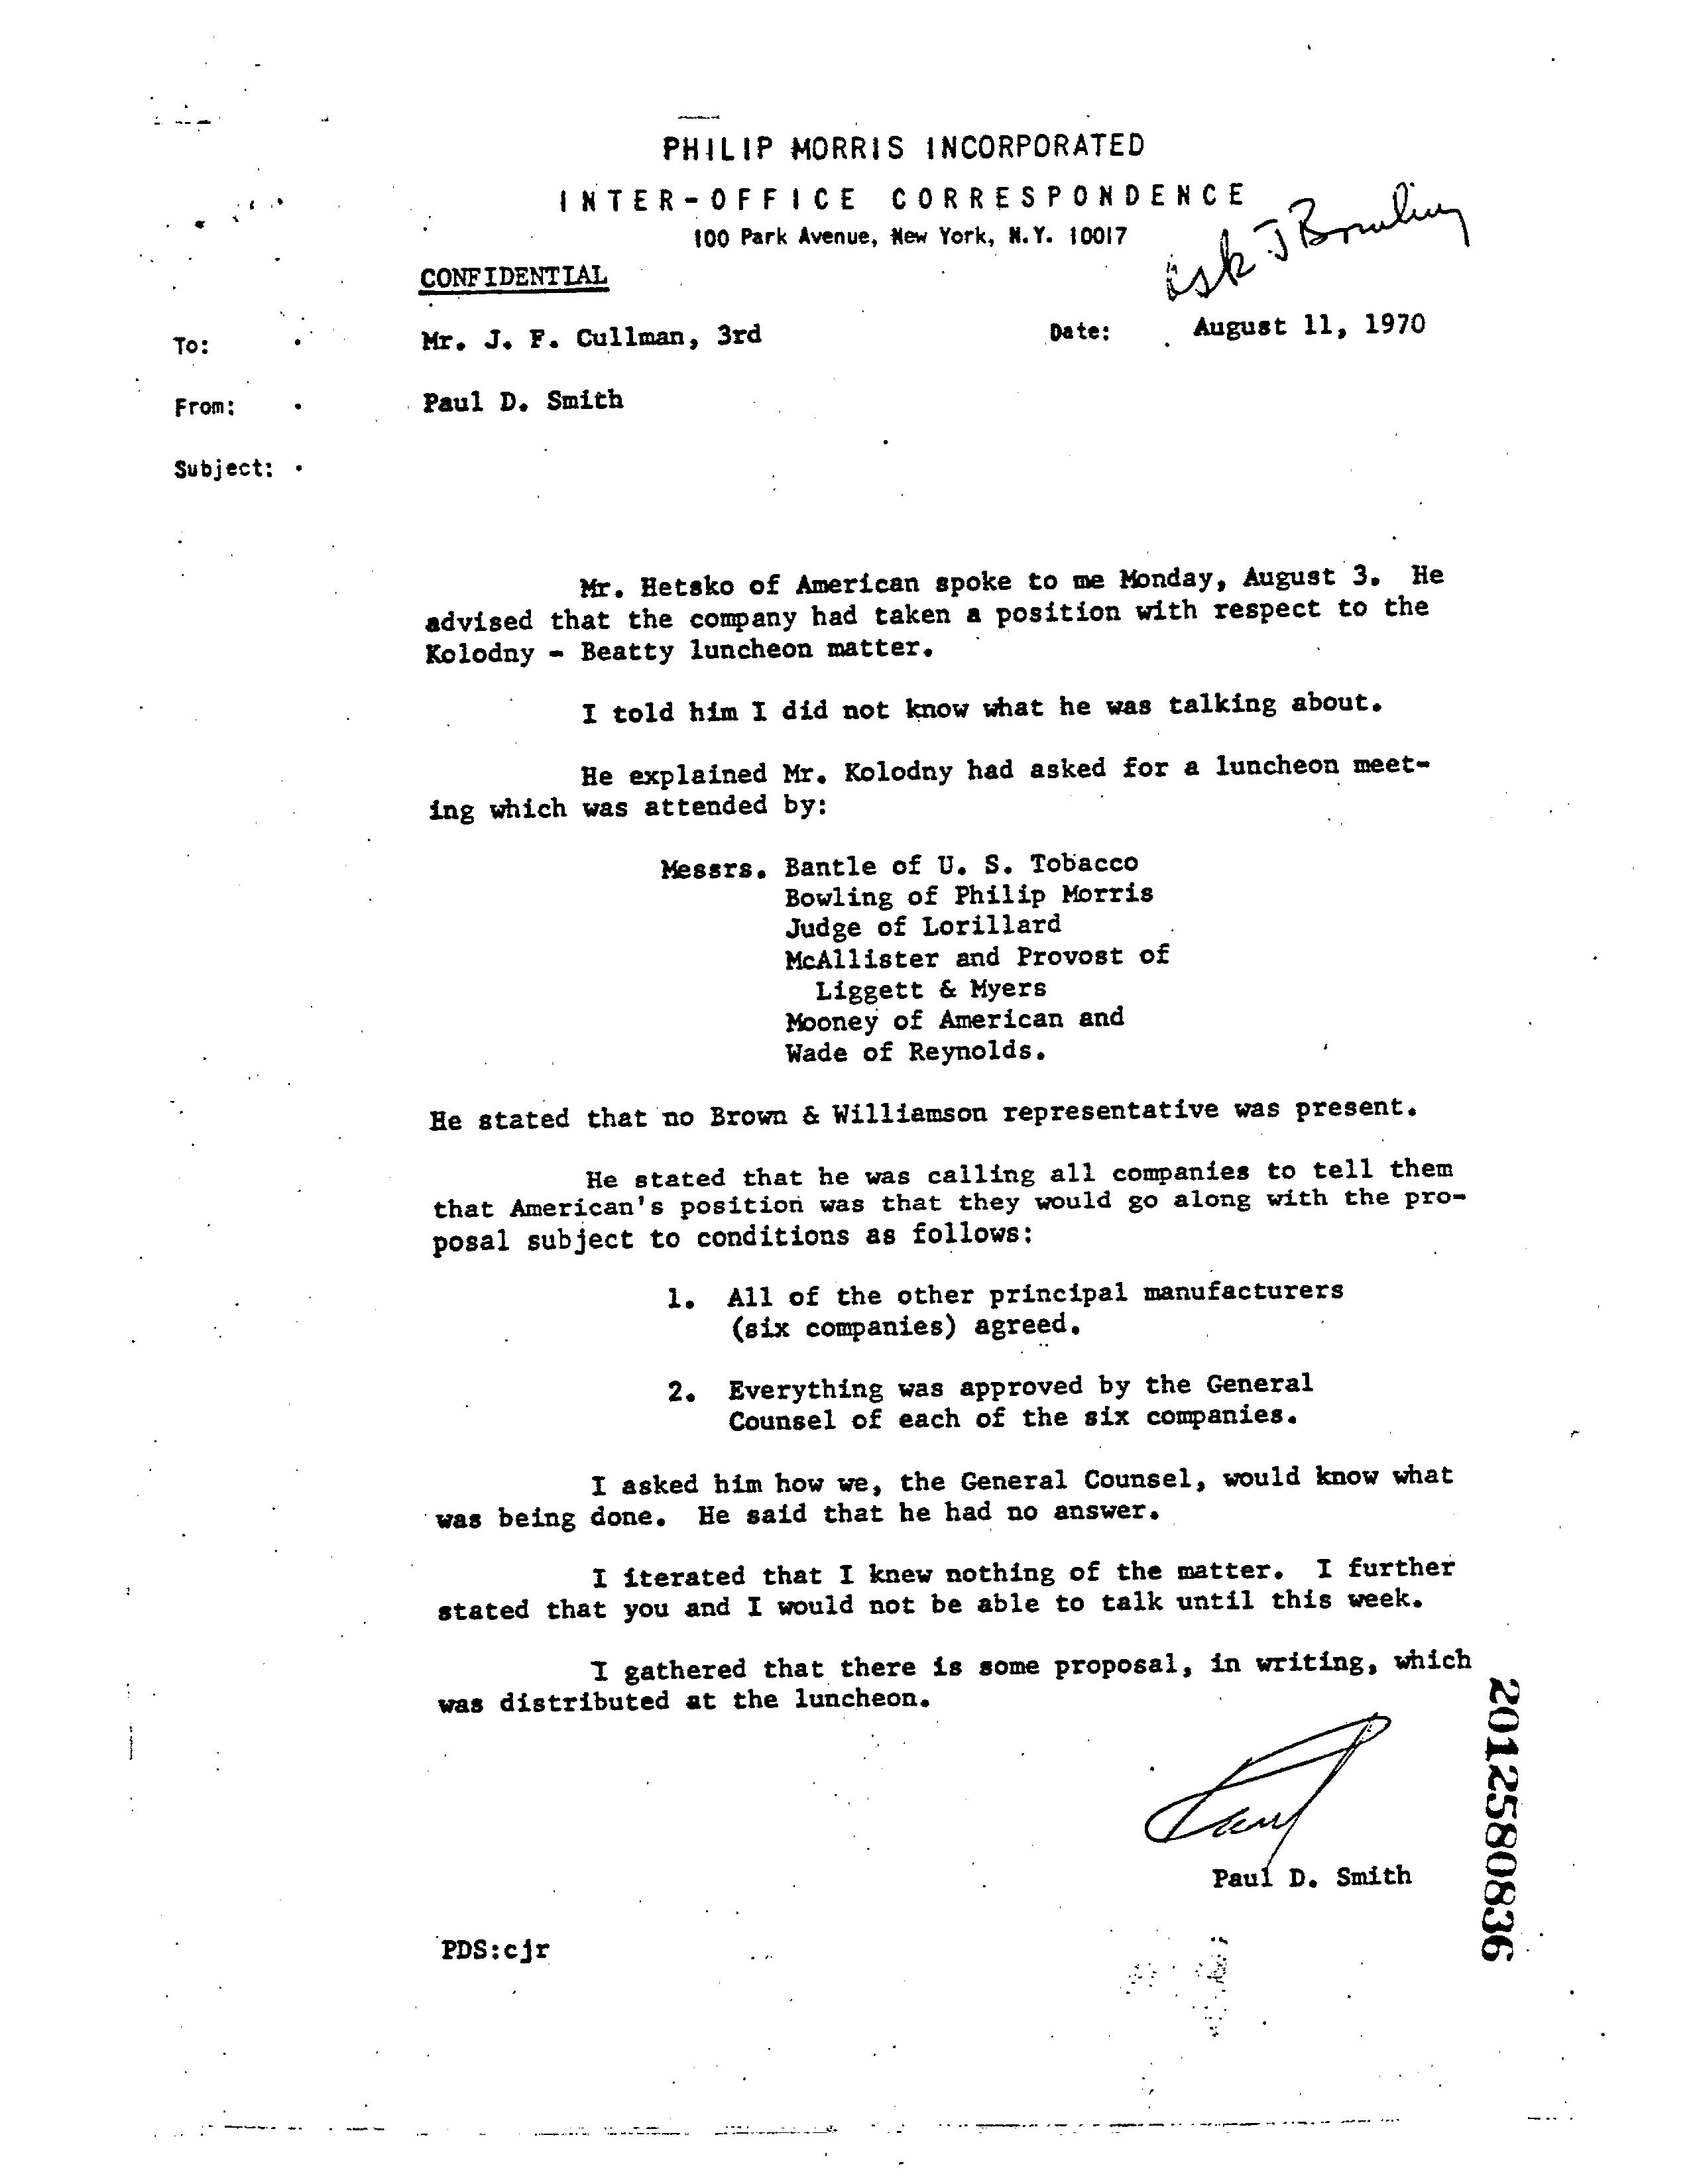 PHILIP MORRIS INCORPORATED
INTER-OFFICE CORRESPONDENCE
100 Park Avenue, New York, N.Y. 10017
ask J Bowling
CONFIDENTIAL
To: Mr. J. F. Cullman, 3rd Date: August 11, 1970
From: Paul D. Smith
Subject:
Mr. Hetsko of American spoke to me Monday, August 3. He
advised that the company had taken a position with respect to the
Kolodny - Beatty luncheon matter.
I told him I did not know what he was talking about.
He explained Mr. Kolodny had asked for a luncheon meet-
ing which was attended by:
Messrs. Bantle of U. S. Tobacco
Bowling of Philip Morris
Judge of Lorillard
McAllister and Provost of
Liggett & Myers
Mooney of American and
Wade of Reynolds.
He stated that no Brown & Williamson representative was present.
He stated that he was calling all companies to tell them
that American's position was that they would go along with the pro-
posal subject to conditions as follows:
1. All of the other principal manufacturers
(six companies) agreed.
2. Everything was approved by the General
Counsel of each of the six companies.
I asked him how we, the General Counsel, would know what
was being done. He said that he had no answer.
I iterated that I knew nothing of the matter. I further
stated that you and I would not be able to talk until this week.
I gathered that there is some proposal, in writing, which
was distributed at the luncheon.
Paul
Paul D. Smith
PDS:cjr
2012580836